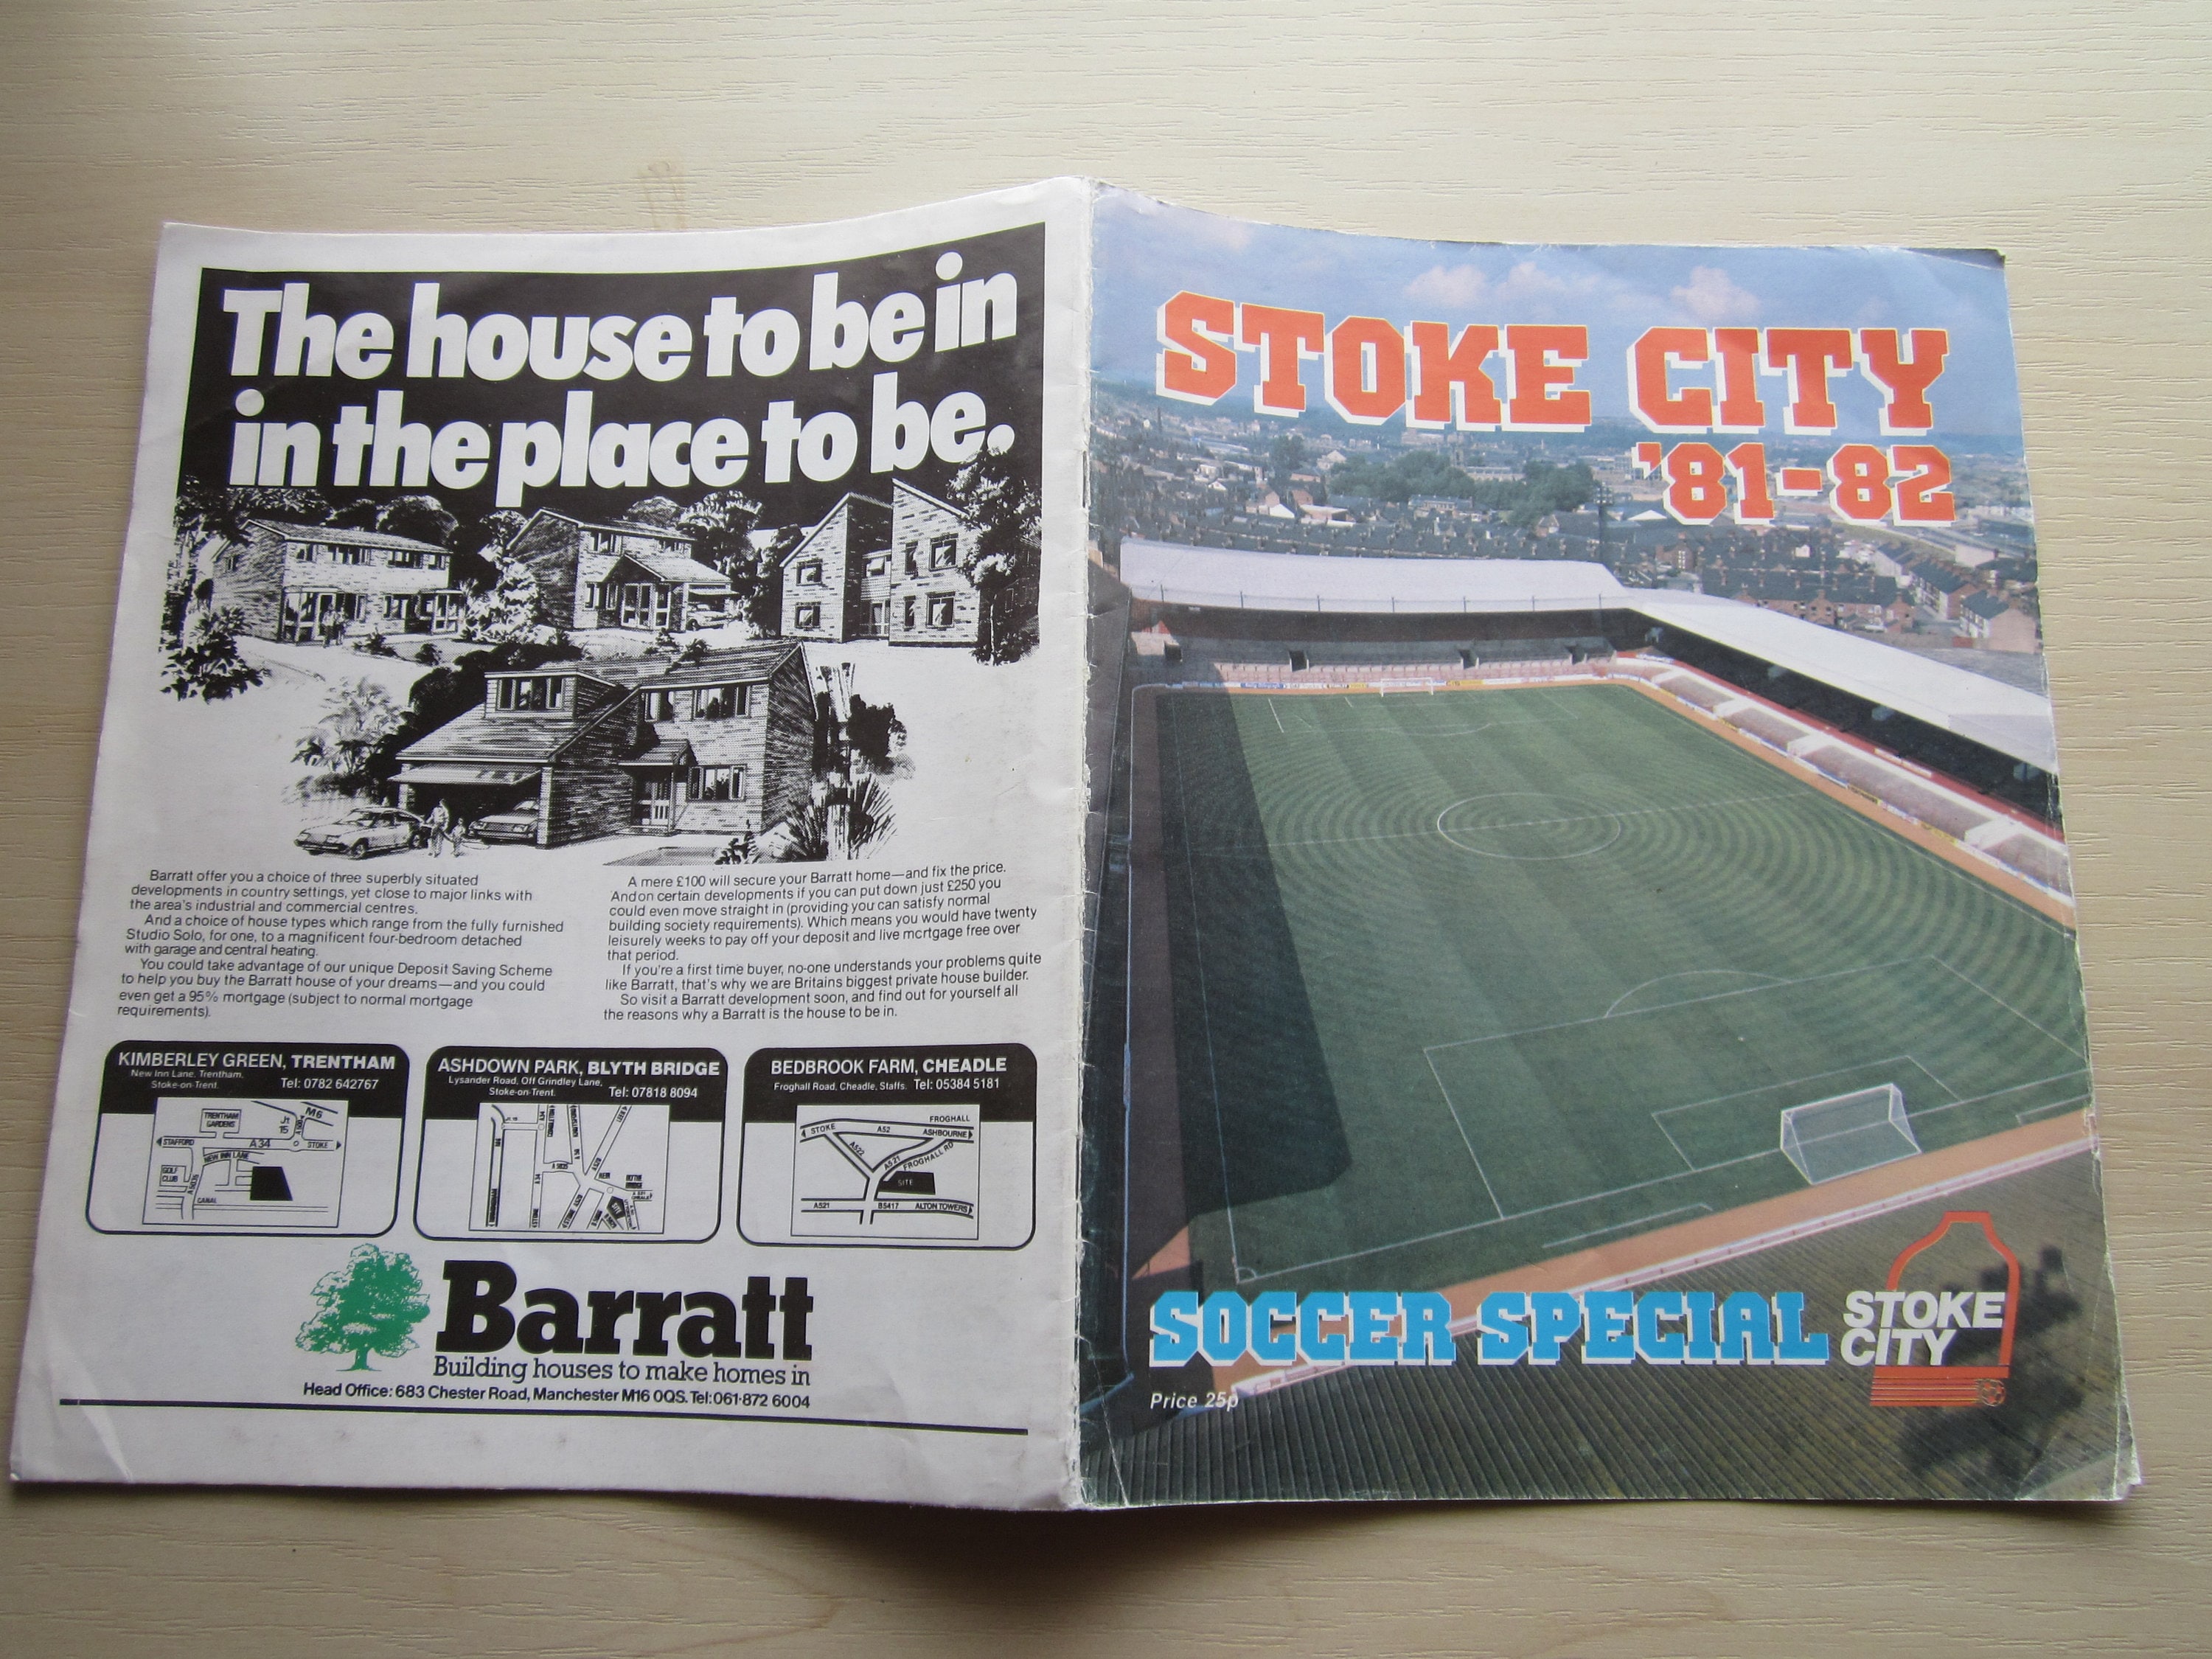 The house to be in
in the place to be.
Barratt offer you a choice of three superbly situated
developments in country settings, yet close to major links with
the area's industrial and commercial centres.
And a choice of house types which range from the fully furnished
Studio Solo, for one, to a magnificent four-bedroom detached
with garage and central heating.
You could take advantage of our unique Deposit Saving Scheme
to help you buy the Barratt house of your dreams—and you could
even get a 95% mortgage (subject to normal mortgage
requirements).
A mere £100 will secure your Barratt home—and fix the price.
And on certain developments if you can put down just £250 you
could even move straight in (providing you can satisfy normal
building society requirements). Which means you would have twenty
leisurely weeks to pay off your deposit and live mortgage free over
that period.
If you're a first time buyer, no-one understands your problems quite
like Barratt, that's why we are Britains biggest private house builder.
So visit a Barratt development soon, and find out for yourself all
the reasons why a Barratt is the house to be in.
KIMBERLEY GREEN, TRENTHAM
New Inn Lane, Trentham,
Stoke-on-Trent. Tel: 0782 642767
TRENTHAM
GARDENS
M6
Jt
15
STAFFORD
A34
STOKE
NEW INN LANE
GOLF
CLUB
CANAL
ASHDOWN PARK, BLYTH BRIDGE
Lysander Road, Off Grindley Lane,
Stoke-on-Trent. Tel: 07818 8094
BEDBROOK FARM, CHEADLE
Froghall Road, Cheadle, Staffs. Tel: 05384 5181
FROGHALL
STOKE
A52
ASHBOURNE
A522
A521
FROGHALL RD
SITE
A521
B5417
ALTON TOWERS
Barratt
Building houses to make homes in
Head Office: 683 Chester Road, Manchester M16 0QS. Tel: 061-872 6004
STOKE CITY
'81-82
SOCCER SPECIAL
STOKE
CITY
Price 25p